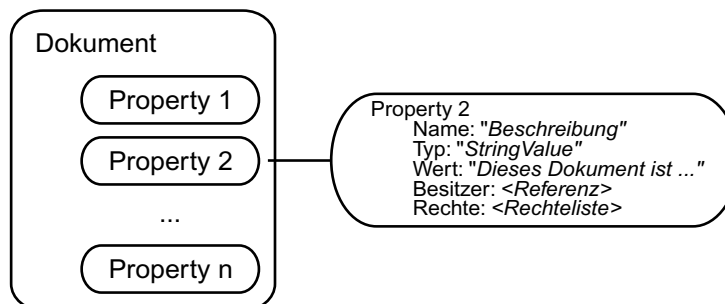 Dokument
Property 1
Property 2
...
Property n
Property 2
Name: "Beschreibung"
Typ: "StringValue"
Wert: "Dieses Dokument ist ..."
Besitzer: <Referenz>
Rechte: <Rechteliste>